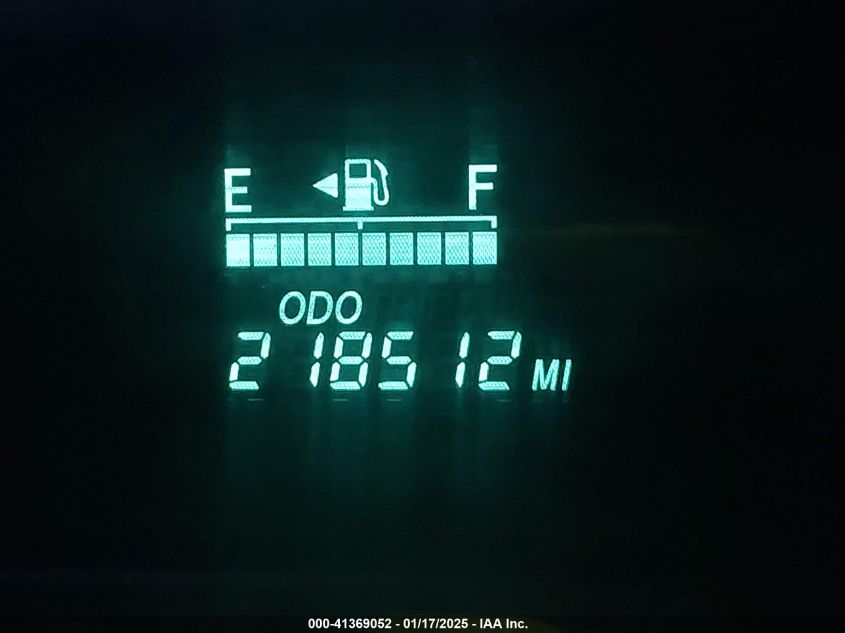 E F
ODO
218512 MI
000-41369052 - 01/17/2025 - IAA Inc.